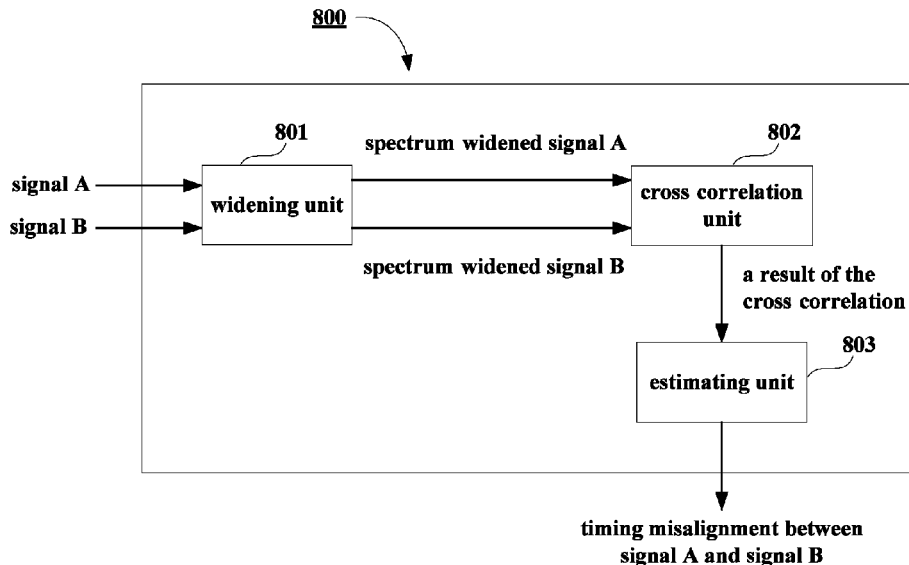 800
801
802
spectrum widened signal A
signal A
widening unit
cross correlation
unit
signal B
spectrum widened signal B
a result of the
cross correlation
803
estimating unit
timing misalignment between
signal A and signal B